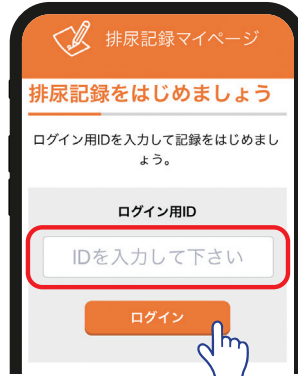 排尿記録マイページ
排尿記録をはじめましょう
ログイン用IDを入力して記録をはじめまし
ょう。
ログイン用ID
IDを入力して下さい
ログイン